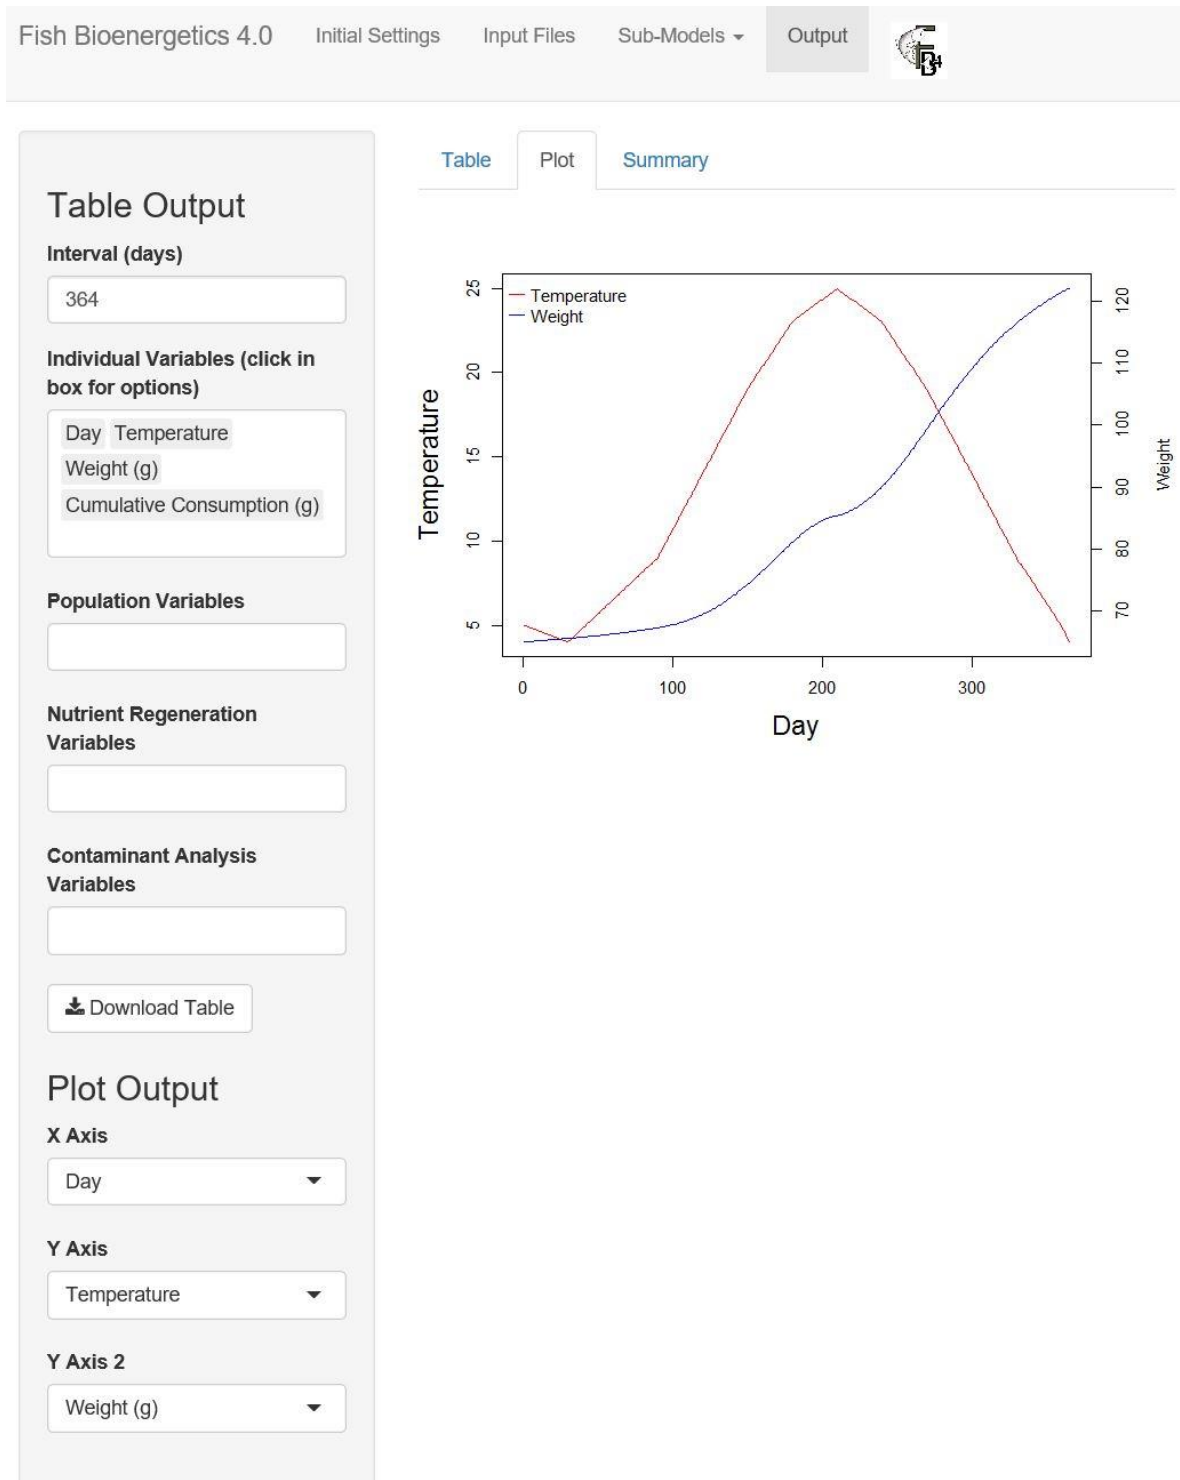 Fish Bioenergetics 4.0 Initial Settings Input Files Sub-Models Output
Table Plot Summary
Table Output
Interval (days)
364
Individual Variables (click in
box for options)
Day Temperature
Weight (g)
Cumulative Consumption (g)
Population Variables
Nutrient Regeneration
Variables
Contaminant Analysis
Variables
Download Table
Plot Output
X Axis
Day
Y Axis
Temperature
Y Axis 2
Weight (g)
Temperature
Weight
Temperature
25
20
15
10
5
0 100 200 300
Day
120
110
100
90
80
70
Weight